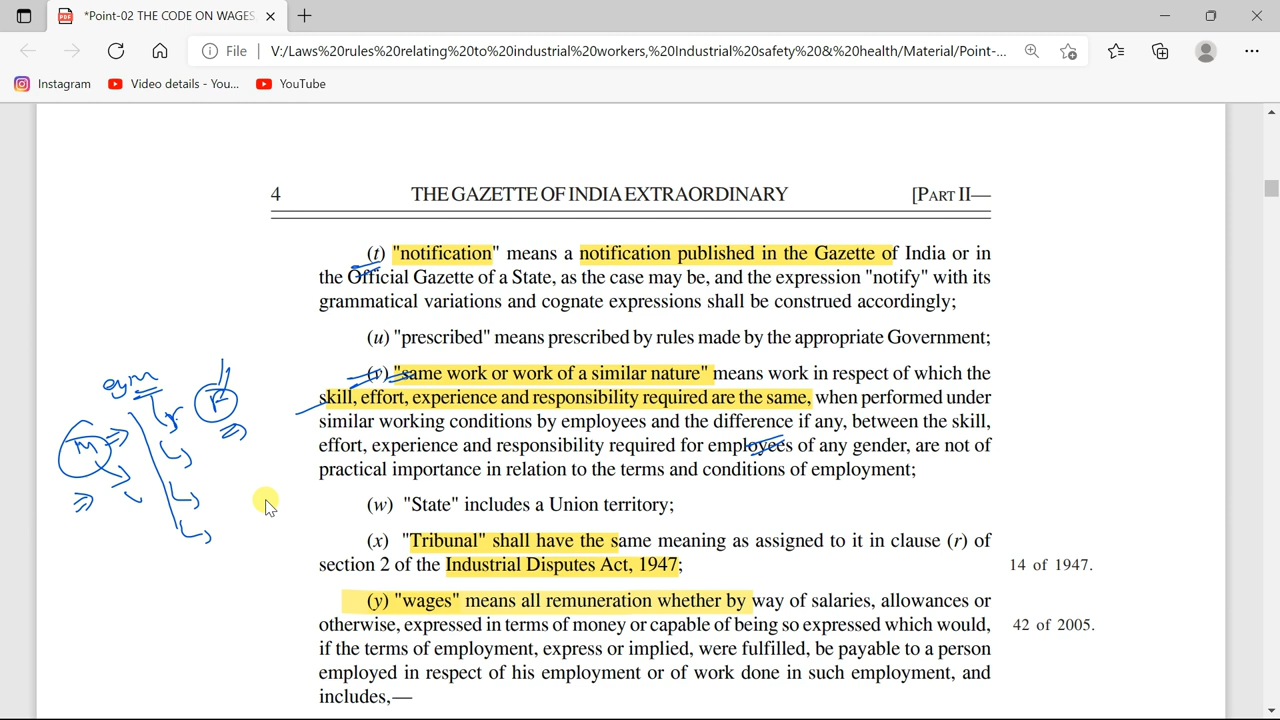 *Point-02 THE CODE ON WAGES
File
V:/Laws%20rules%20relating%20to%20industrial%20workers,%20Industrial%20safety%20&%20health/Material/Point-...
Instagram
Video details - You...
YouTube
4 THE GAZETTE OF INDIA EXTRAORDINARY [PART II—
(t) "notification" means a notification published in the Gazette of India or in
the Official Gazette of a State, as the case may be, and the expression "notify" with its
grammatical variations and cognate expressions shall be construed accordingly;
(u) "prescribed" means prescribed by rules made by the appropriate Government;
(v) "same work or work of a similar nature" means work in respect of which the
skill, effort, experience and responsibility required are the same, when performed under
similar working conditions by employees and the difference if any, between the skill,
effort, experience and responsibility required for employees of any gender, are not of
practical importance in relation to the terms and conditions of employment;
(w) "State" includes a Union territory;
(x) "Tribunal" shall have the same meaning as assigned to it in clause (r) of
section 2 of the Industrial Disputes Act, 1947; 14 of 1947.
(y) "wages" means all remuneration whether by way of salaries, allowances or
otherwise, expressed in terms of money or capable of being so expressed which would, 42 of 2005.
if the terms of employment, express or implied, were fulfilled, be payable to a person
employed in respect of his employment or of work done in such employment, and
includes,—
gym
m